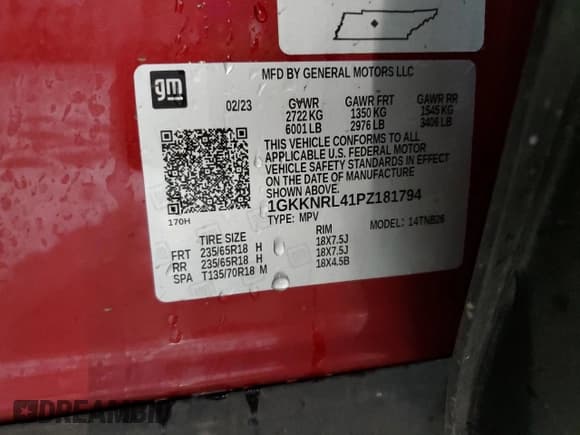 gm
MFD BY GENERAL MOTORS LLC
02/23 GVWR GAWR FRT GAWR RR
2722 KG 1350 KG 1545 KG
6001 LB 2976 LB 3406 LB
THIS VEHICLE CONFORMS TO ALL
APPLICABLE U.S. FEDERAL MOTOR
VEHICLE SAFETY STANDARDS IN EFFECT
ON THE DATE OF MANUFACTURE
SHOWN ABOVE.
1GKKNRL41PZ181794
TYPE: MPV MODEL: 14TNB26
170H
TIRE SIZE RIM
FRT 235/65R18 H 18X7.5J
RR 235/65R18 H 18X7.5J
SPA T135/70R18 M 18X4.5B
DREAMBID